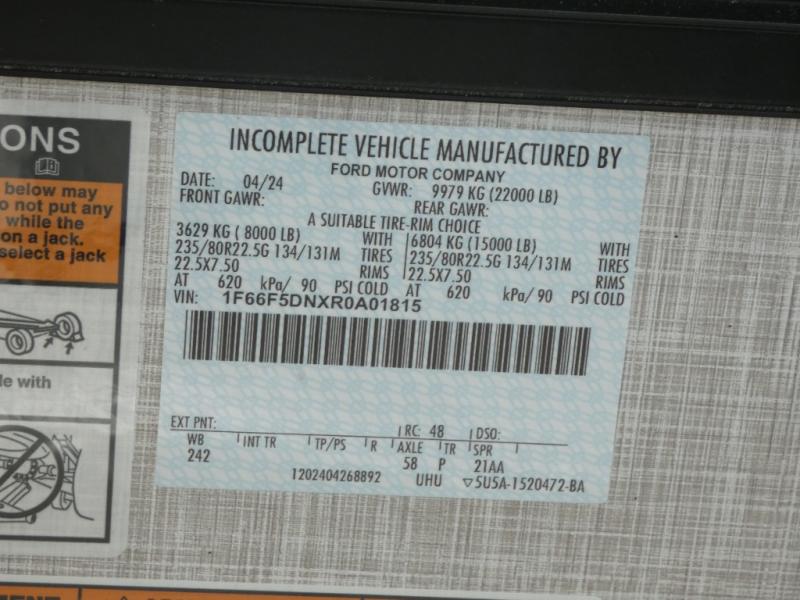 ONS
below may
o not put any
while the
on a jack.
select a jack
le with
INCOMPLETE VEHICLE MANUFACTURED BY
FORD MOTOR COMPANY
DATE: 04/24 GVWR: 9979 KG (22000 LB)
FRONT GAWR: REAR GAWR:
A SUITABLE TIRE-RIM CHOICE
3629 KG ( 8000 LB) WITH 6804 KG (15000 LB) WITH
235/80R22.5G 134/131M TIRES 235/80R22.5G 134/131M TIRES
22.5X7.50 RIMS 22.5X7.50 RIMS
AT 620 kPa/ 90 PSI COLD AT 620 kPa/ 90 PSI COLD
VIN: 1F66F5DNXR0A01815
EXT PNT: RC: 48 DSO:
WB INT TR TP/PS R AXLE TR SPR
242 58 P 21AA
1202404268892 UHU ▽5U5A-1520472-BA